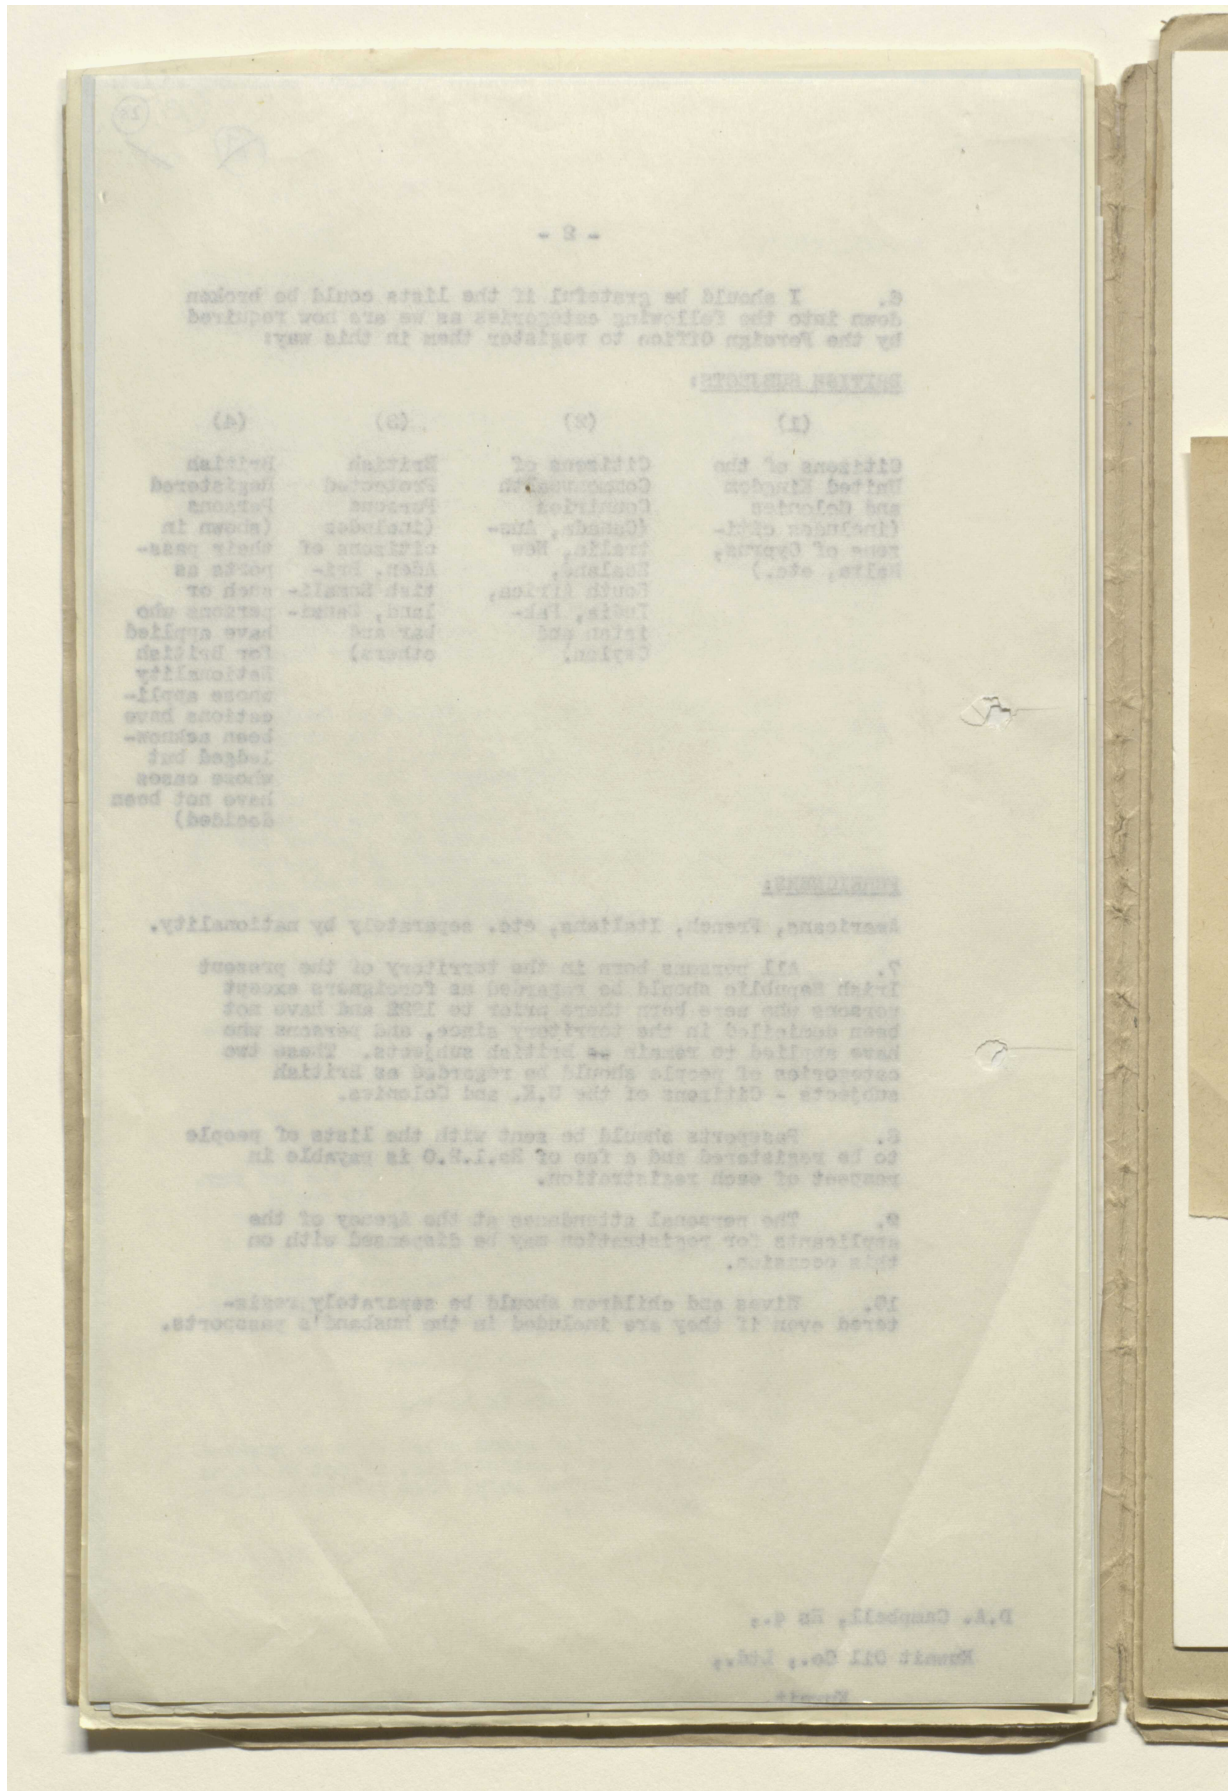 - 2 -
6. I should be grateful if the lists could be broken
down into the following categories as we are now required
by the Foreign Office to register them in this way:
BRITISH SUBJECTS:
(1) (2) (3) (4)
Citizens of the Citizens of British British
United Kingdom Commonwealth Protected Registered
and Colonies Countries Persons Persons
(includes citi- (Canada, Aus- (includes (shown in
zens of Cyprus, tralia, New citizens of their pass-
Malta, etc.) Zealand, Aden, Bri- ports as
South Africa, tish Somali- such or
India, Pak- land, Zanzi- persons who
istan and bar and have applied
Ceylon) others) for British
Nationality
whose appli-
cations have
been acknow-
ledged but
whose cases
have not been
decided)
FOREIGNERS:
Americans, French, Italians, etc. separately by nationality.
7. All persons born in the territory of the present
Irish Republic should be regarded as foreigners except
persons who were born there prior to 1922 and have not
been domiciled in the territory since, and persons who
have applied to remain as British subjects. These two
categories of people should be regarded as British
subjects - Citizens of the U.K. and Colonies.
8. Passports should be sent with the lists of people
to be registered and a fee of Rs.1.2.0 is payable in
respect of each registration.
9. The personal attendance at the Agency of the
applicants for registration may be dispensed with on
this occasion.
10. Wives and children should be separately regis-
tered even if they are included in the husband's passports.
D.A. Campbell, Es q.,
Kuwait Oil Co., Ltd.,
Kuwait